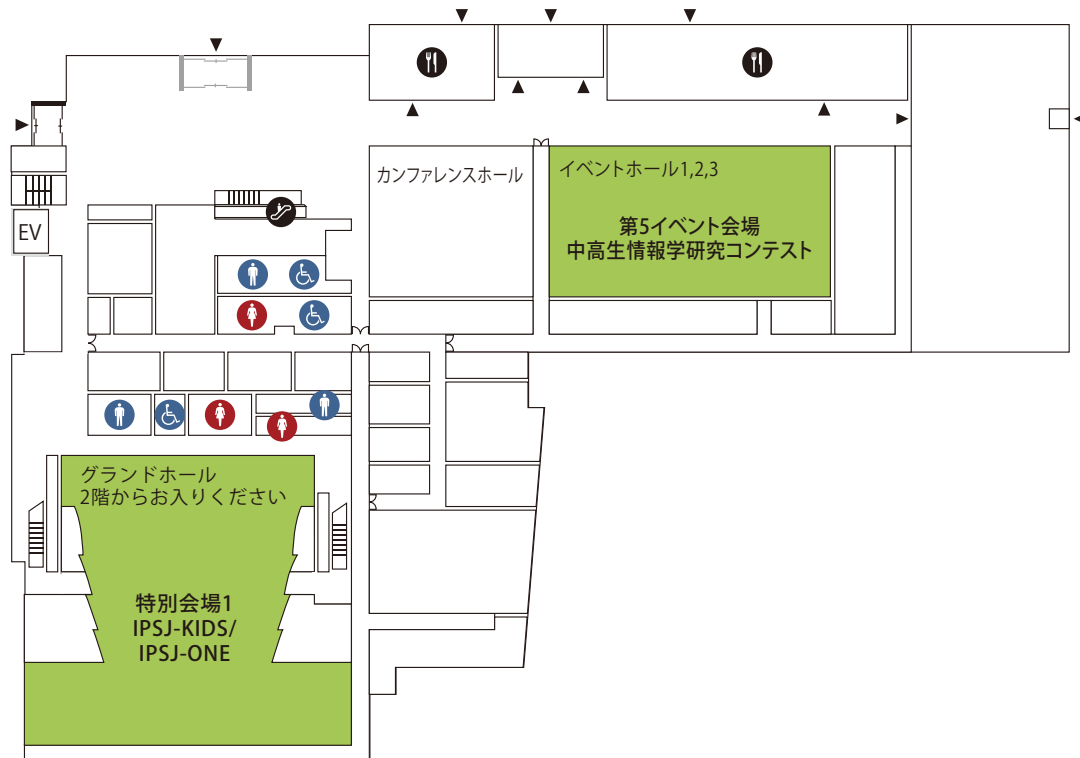 カンファレンスホール
イベントホール1,2,3
第5イベント会場
中高生情報学研究コンテスト
EV
グランドホール
2階からお入りください
特別会場1
IPSJ-KIDS/
IPSJ-ONE